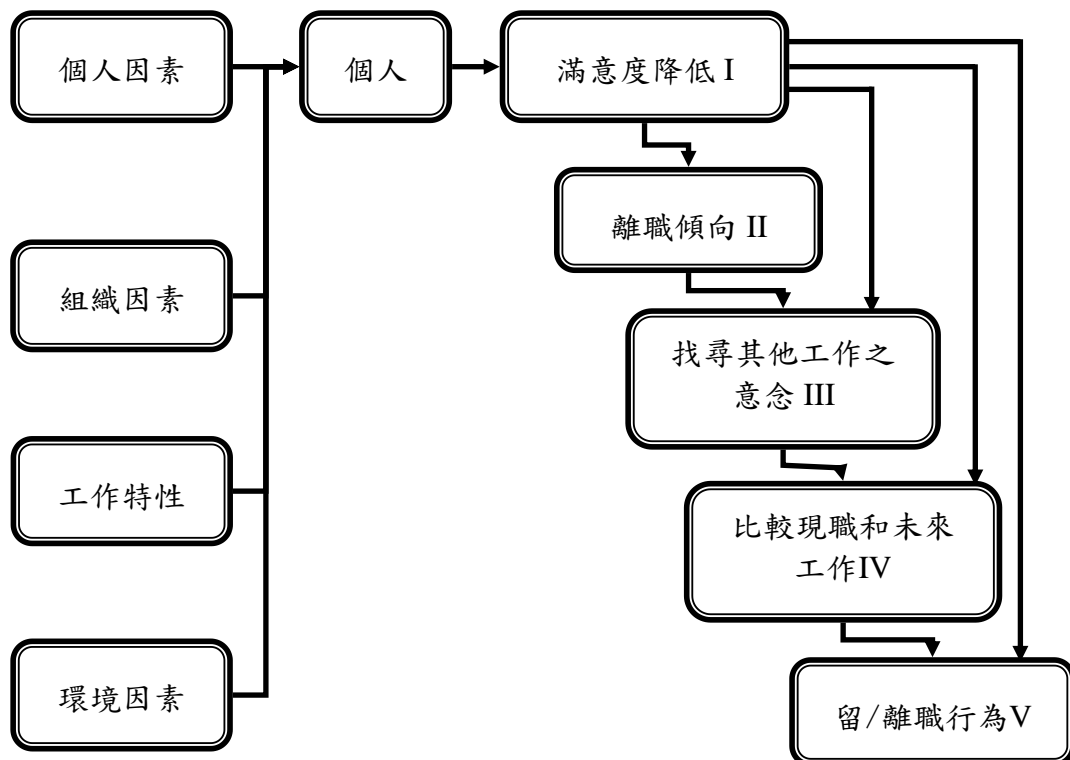 個人因素
個人
滿意度降低 I
離職傾向 II
組織因素
找尋其他工作之
意念 III
工作特性
比較現職和未來
工作IV
環境因素
留/離職行為V